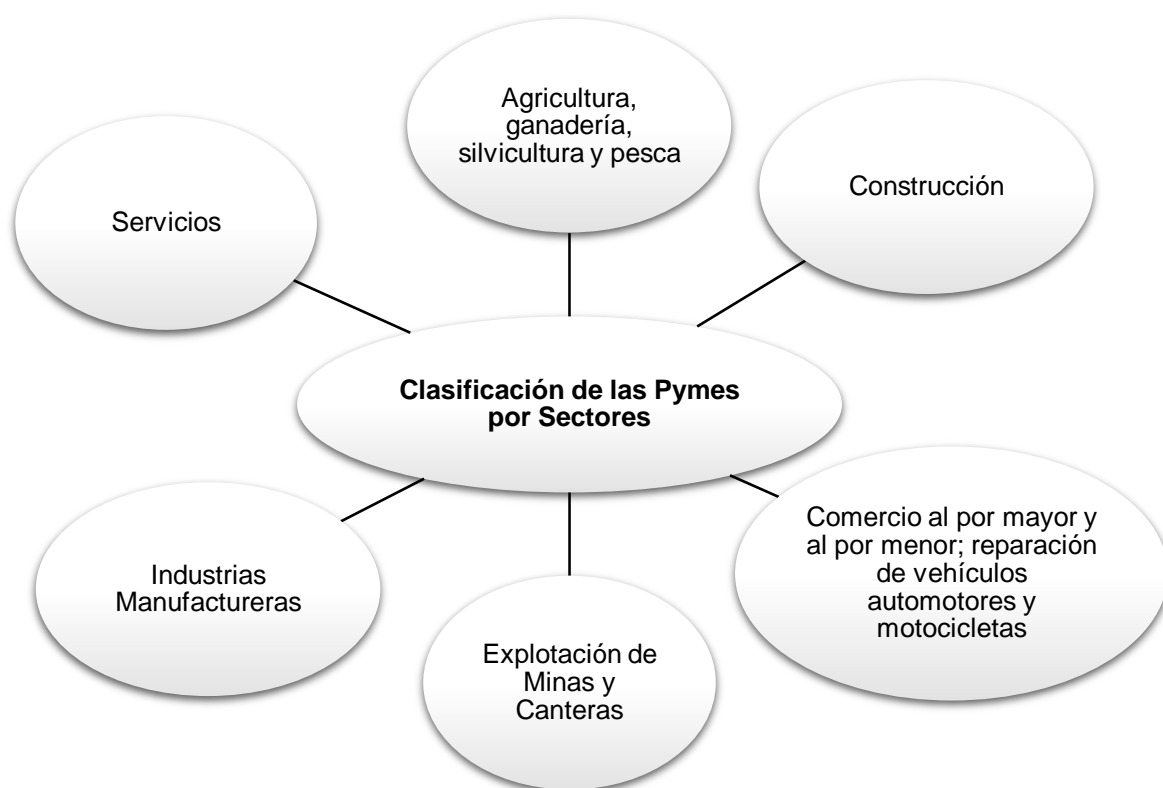 Agricultura,
ganadería,
silvicultura y pesca
Servicios
Construcción
Clasificación de las Pymes
por Sectores
Industrias
Manufactureras
Comercio al por mayor y
al por menor; reparación
de vehículos
automotores y
motocicletas
Explotación de
Minas y
Canteras